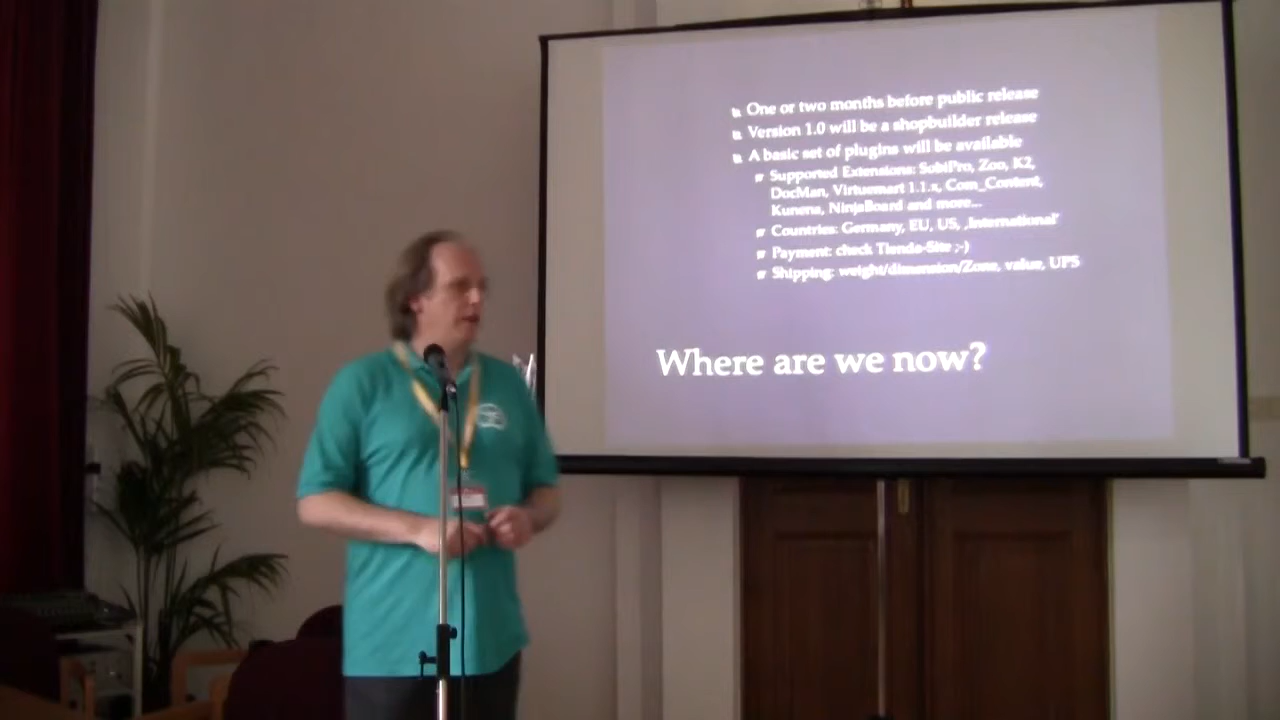 One or two months before public release
Version 1.0 will be a shopbuilder release
A basic set of plugins will be available
Supported Extensions: SobiPro, Zoo, K2,
DocMan, Virtuemart 1.1.x, Com_Content,
Kunena, NinjaBoard and more...
Countries: Germany, EU, US, „International"
Payment: check Tienda-Site ;-)
Shipping: weight/dimension/Zone, value, UPS
Where are we now?